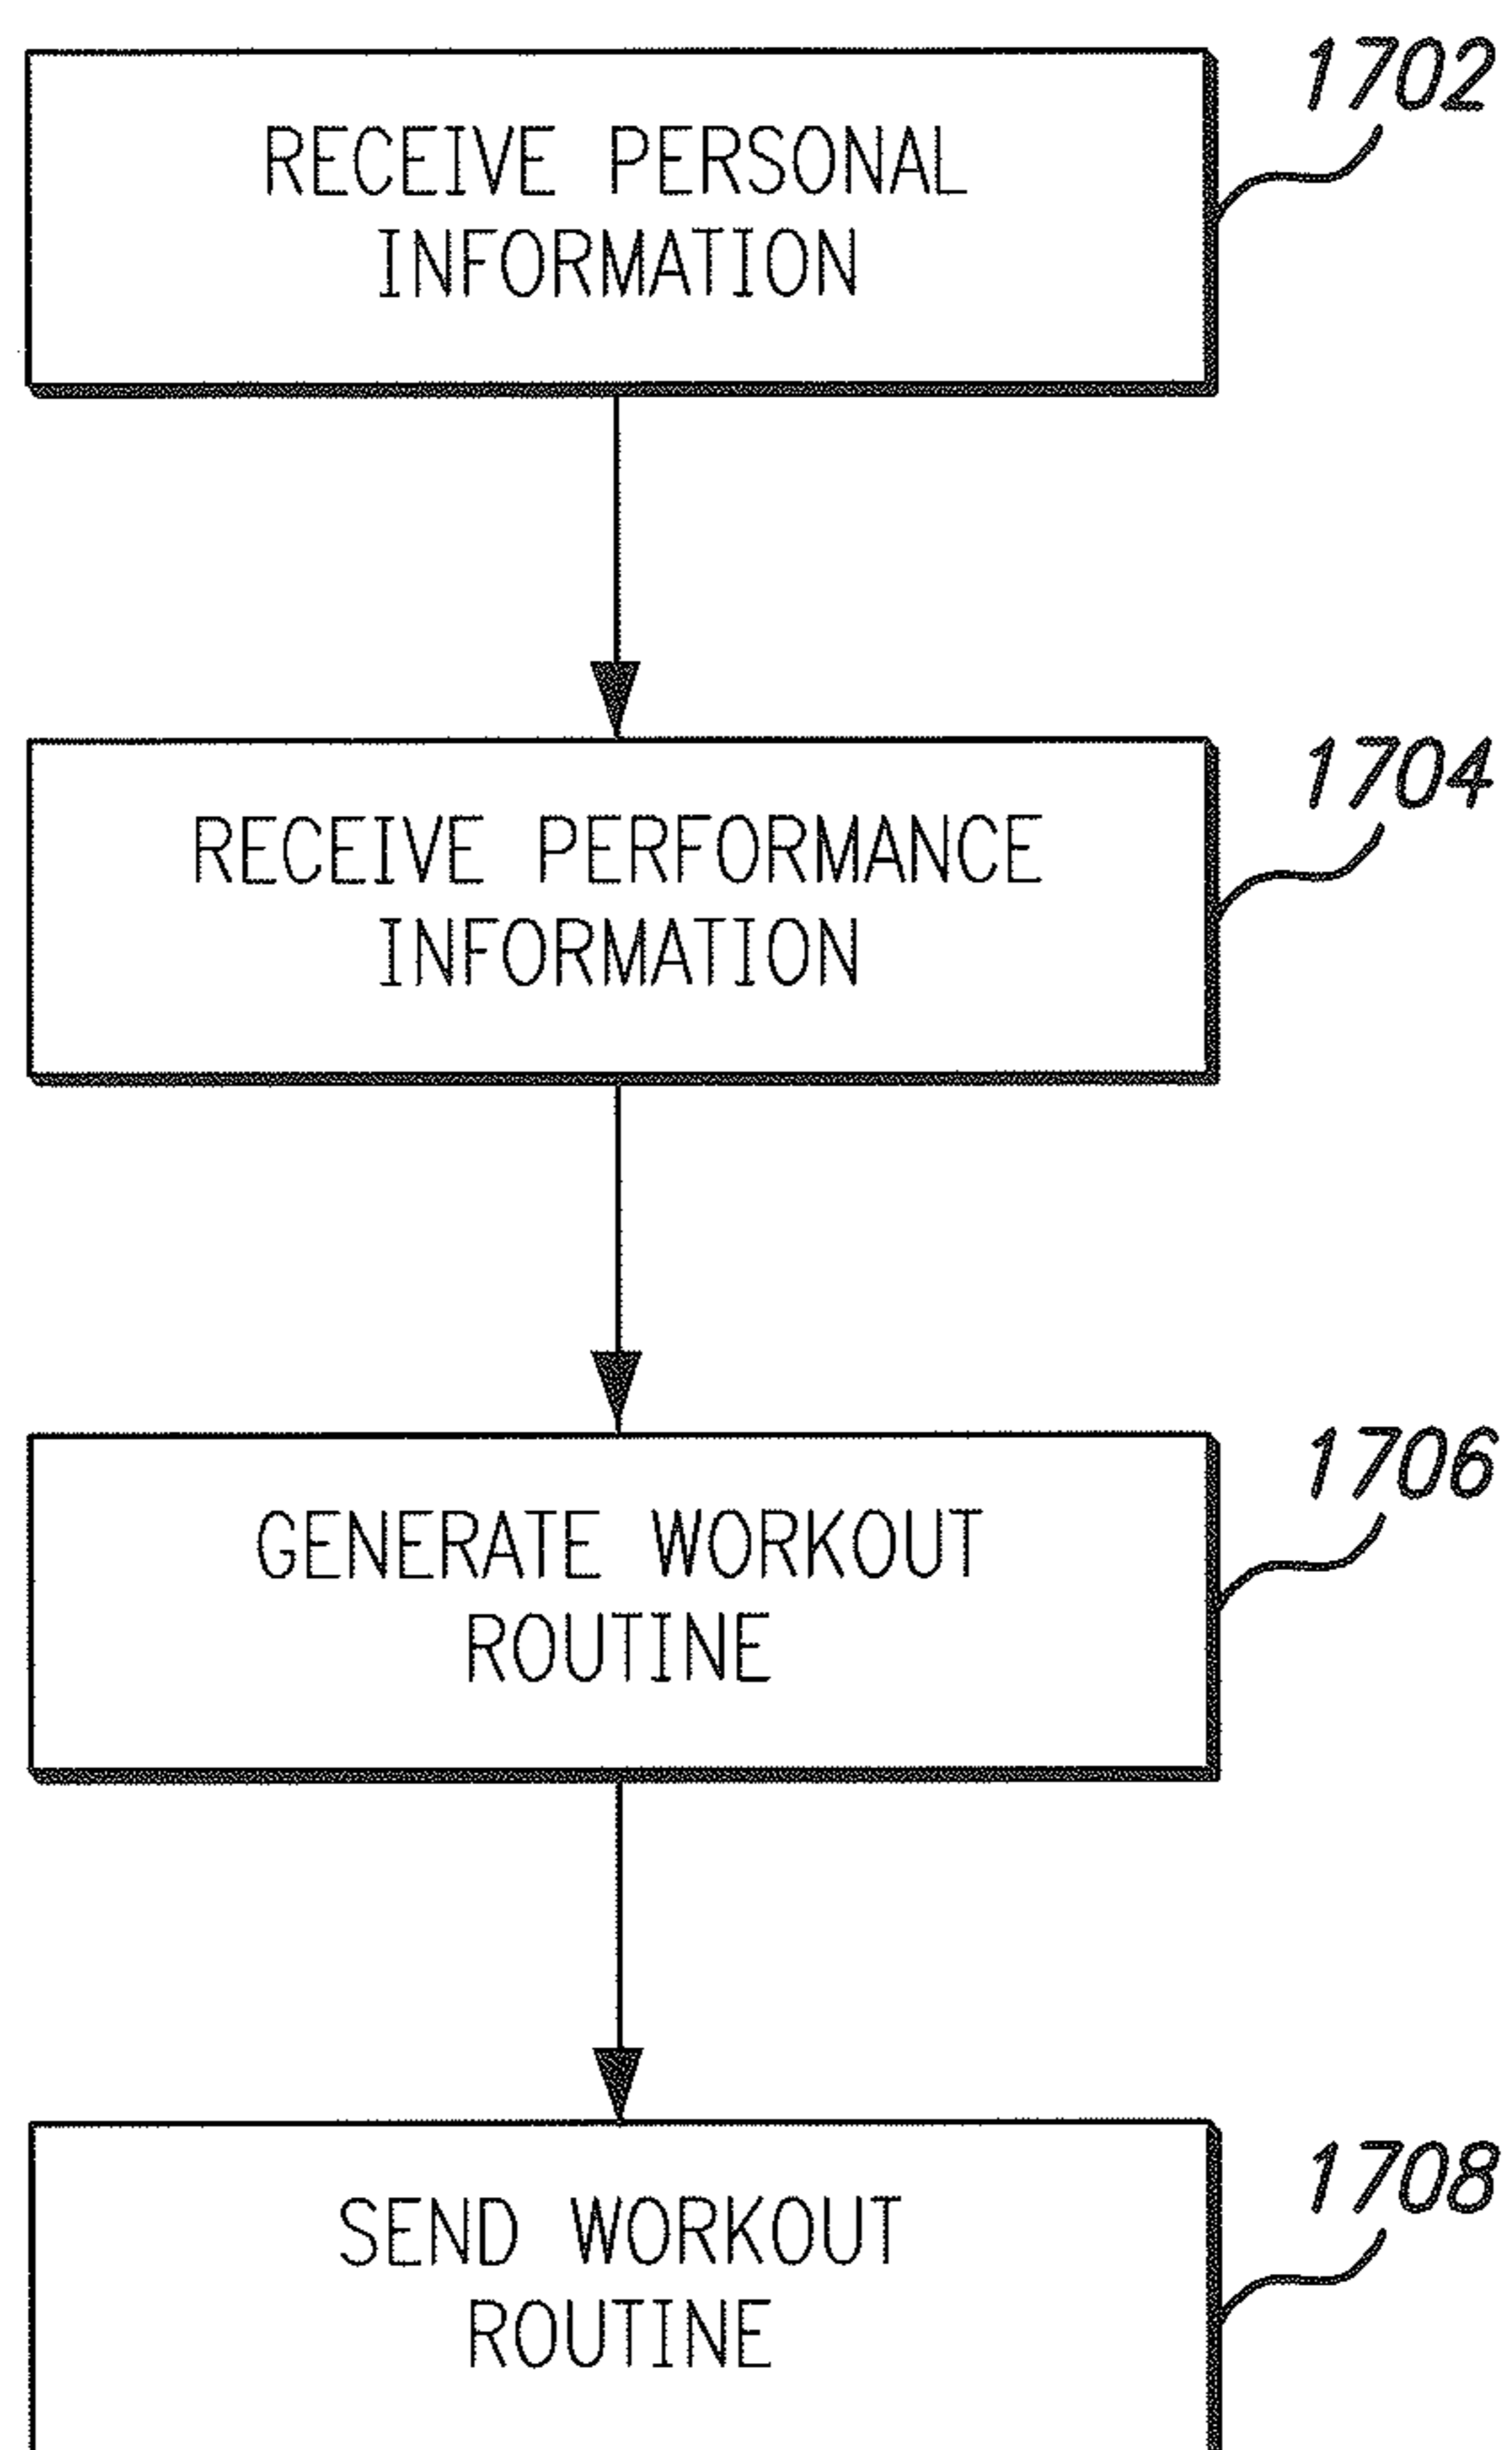 1702
RECEIVE PERSONAL
INFORMATION
1704
RECEIVE PERFORMANCE
INFORMATION
1706
GENERATE WORKOUT
ROUTINE
1708
SEND WORKOUT
ROUTINE